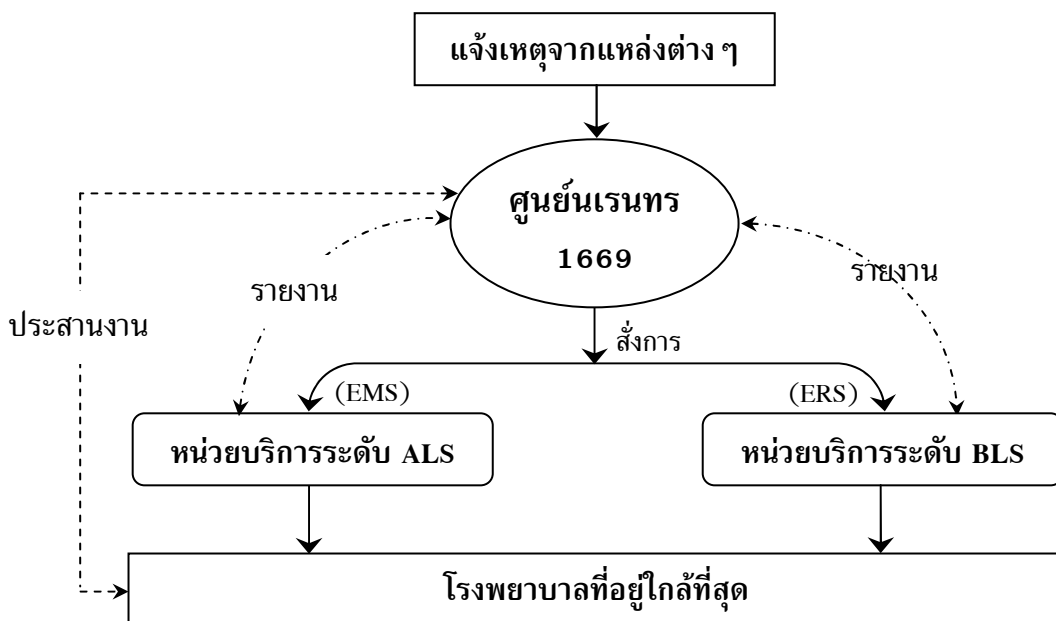 แจ้งเหตุจากแหล่งต่าง ๆ
ศูนย์นเรนทร
1669
รายงาน
รายงาน
ประสานงาน
สั่งการ
(EMS)
(ERS)
หน่วยบริการระดับ ALS
หน่วยบริการระดับ BLS
โรงพยาบาลที่อยู่ใกล้ที่สุด